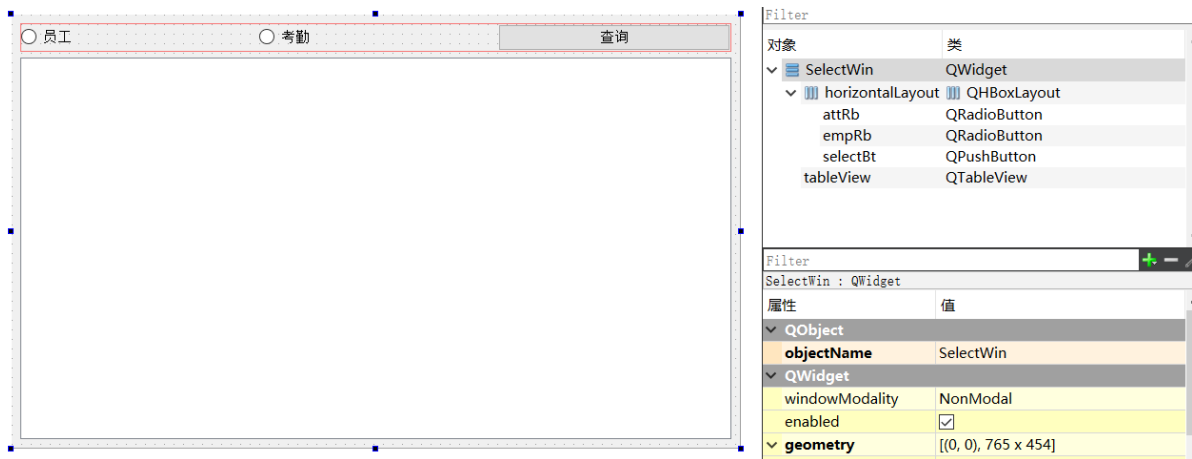 员工 考勤 查询
Filter
对象 类
SelectWin QWidget
horizontalLayout QHBoxLayout
attRb QRadioButton
empRb QRadioButton
selectBt QPushButton
tableView QTableView
Filter
SelectWin : QWidget
属性 值
QObject
objectName SelectWin
QWidget
windowModality NonModal
enabled
geometry [(0, 0), 765 x 454]